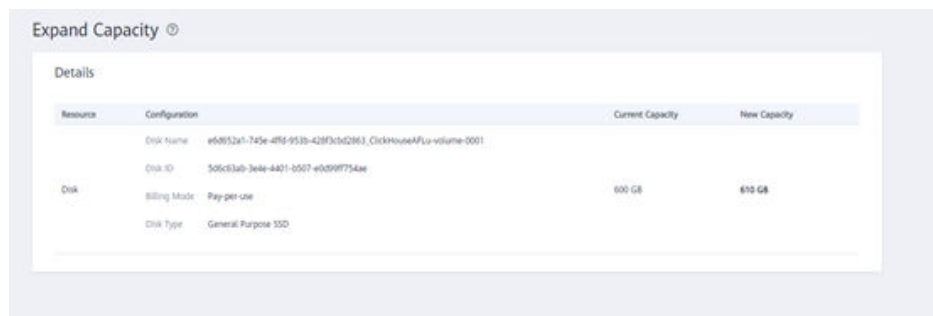 Expand Capacity
Details
Resource Configuration Current Capacity New Capacity
Disk Name e6d652a1-745e-4ffd-953b-428f3cbd2863_ClickHouseAFLu-volume-0001
Disk ID 5d6c63ab-3e4e-4401-b507-e0d99ff754ae
Disk 600 GB 610 GB
Billing Mode Pay-per-use
Disk Type General Purpose SSD